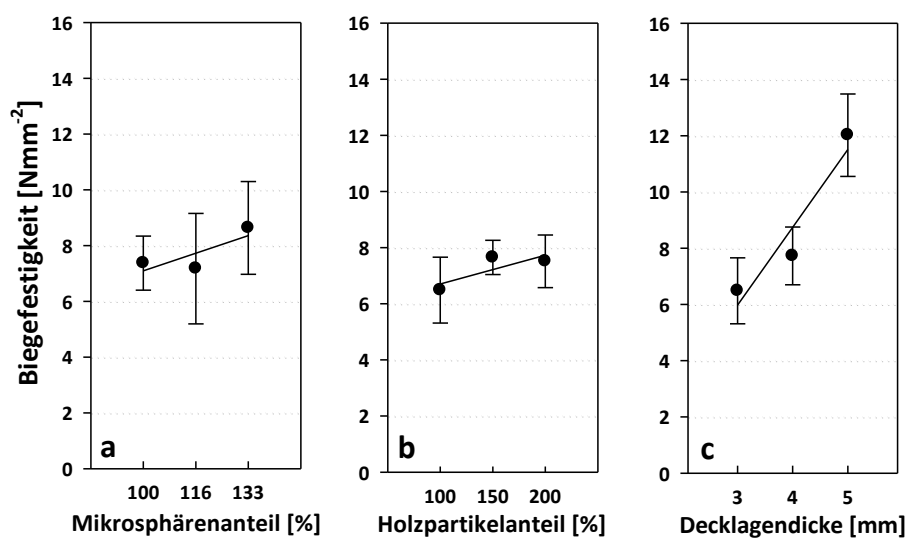 Biegefestigkeit [Nmm-2]
16
14
12
10
8
6
4
2
0
a
100 116 133
Mikrosphärenanteil [%]
16
14
12
10
8
6
4
2
0
b
100 150 200
Holzpartikelanteil [%]
16
14
12
10
8
6
4
2
0
c
3 4 5
Decklagendicke [mm]